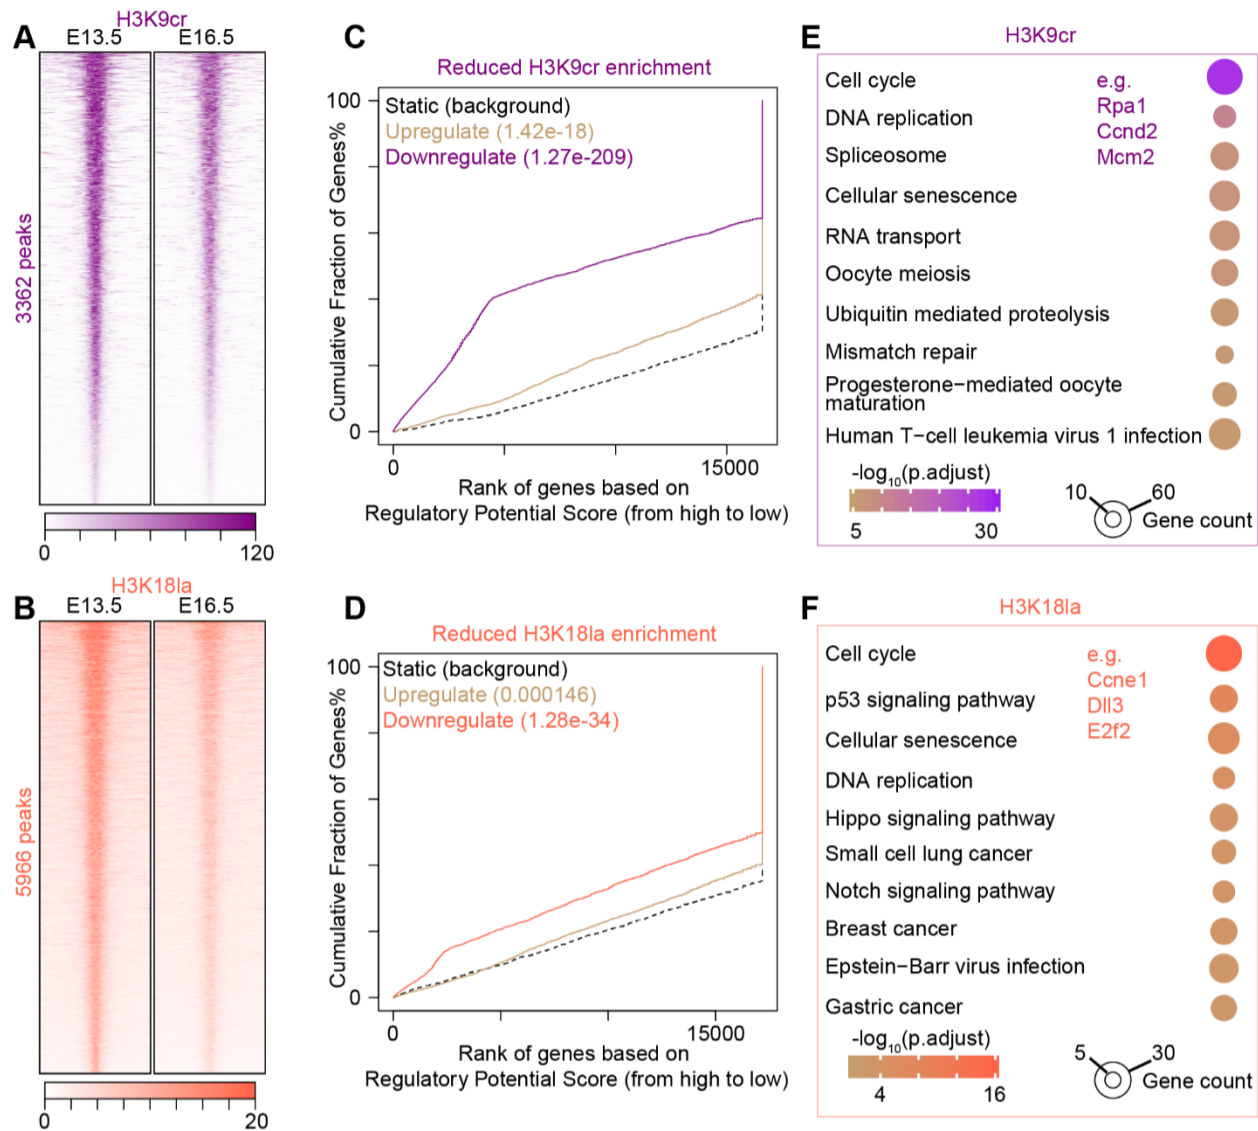 A
H3K9cr
E13.5 E16.5
3362 peaks
0 120
B
H3K18la
E13.5 E16.5
5966 peaks
0 20
C
Reduced H3K9cr enrichment
Static (background)
Upregulate (1.42e-18)
Downregulate (1.27e-209)
Cumulative Fraction of Genes%
100
0
0 15000
Rank of genes based on
Regulatory Potential Score (from high to low)
D
Reduced H3K18la enrichment
Static (background)
Upregulate (0.000146)
Downregulate (1.28e-34)
Cumulative Fraction of Genes%
100
0
0 15000
Rank of genes based on
Regulatory Potential Score (from high to low)
E
H3K9cr
Cell cycle
DNA replication
Spliceosome
Cellular senescence
RNA transport
Oocyte meiosis
Ubiquitin mediated proteolysis
Mismatch repair
Progesterone−mediated oocyte
maturation
Human T−cell leukemia virus 1 infection
e.g.
Rpa1
Ccnd2
Mcm2
-log10(p.adjust)
5 30
10 60
Gene count
F
H3K18la
Cell cycle
p53 signaling pathway
Cellular senescence
DNA replication
Hippo signaling pathway
Small cell lung cancer
Notch signaling pathway
Breast cancer
Epstein−Barr virus infection
Gastric cancer
e.g.
Ccne1
Dll3
E2f2
-log10(p.adjust)
4 16
5 30
Gene count